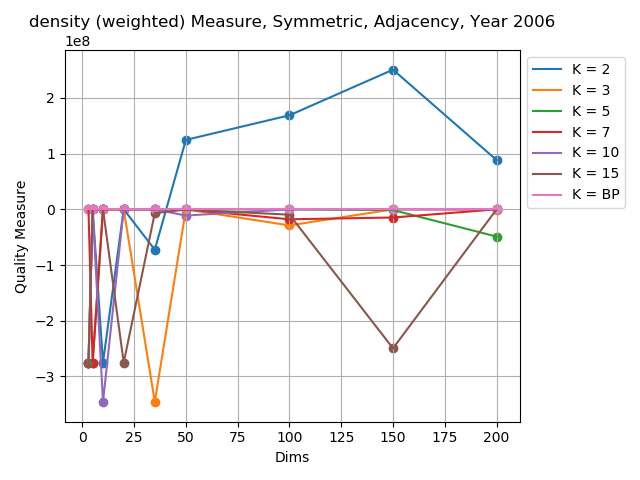 density (weighted) Measure, Symmetric, Adjacency, Year 2006
1e8
2
1
0
−1
−2
−3
Quality Measure
0
25
50
75
100
125
150
175
200
Dims
K = 2
K = 3
K = 5
K = 7
K = 10
K = 15
K = BP